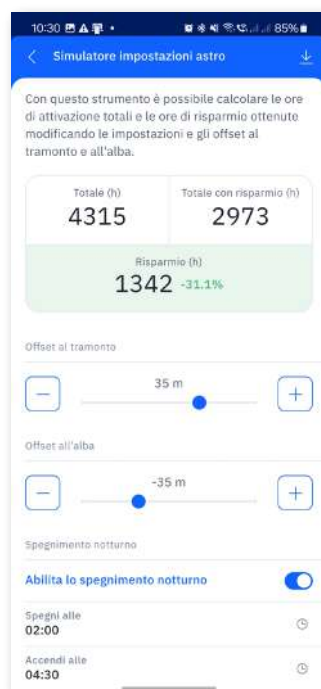 10:30
85%
Simulatore impostazioni astro
Con questo strumento è possibile calcolare le ore
di attivazione totali e le ore di risparmio ottenute
modificando le impostazioni e gli offset al
tramonto e all'alba.
Totale (h)
4315
Totale con risparmio (h)
2973
Risparmio (h)
1342 -31.1%
Offset al tramonto
35 m
Offset all'alba
-35 m
Spegnimento notturno
Abilita lo spegnimento notturno
Spegni alle
02:00
Accendi alle
04:30